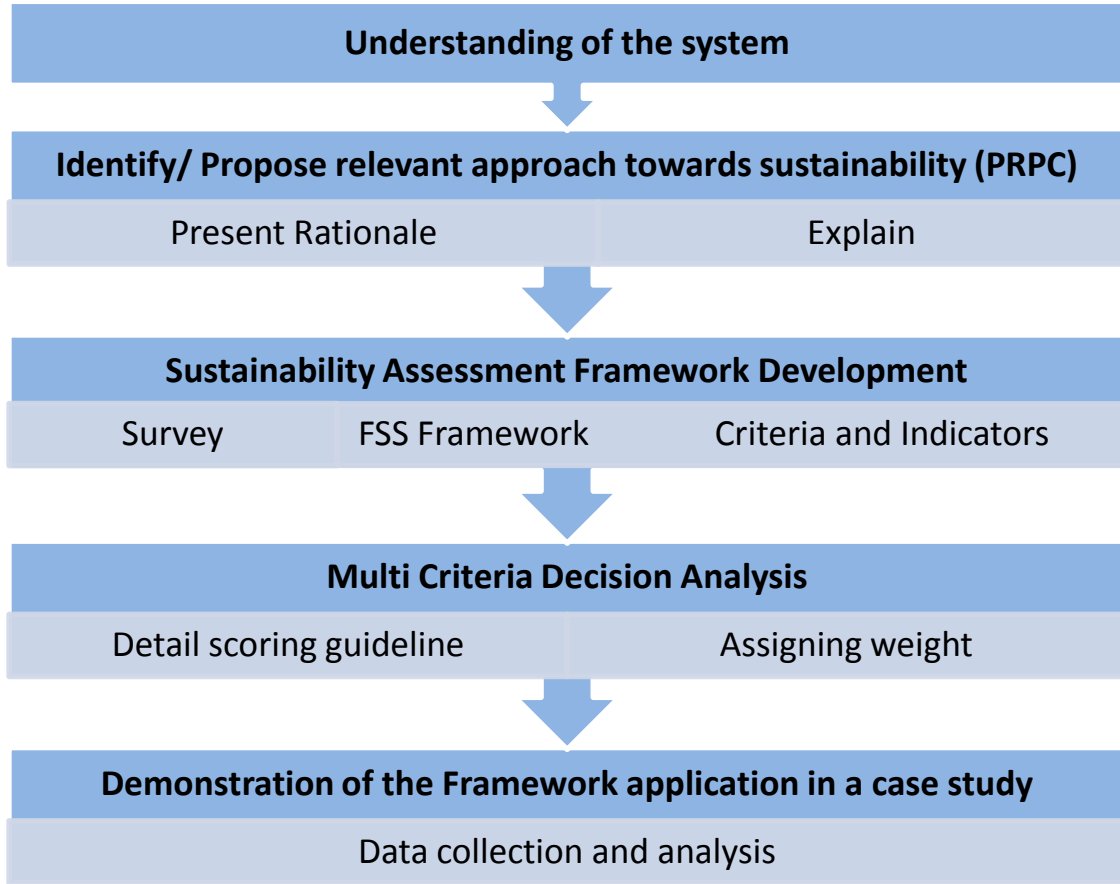 Understanding of the system
Identify/ Propose relevant approach towards sustainability (PRPC)
Present Rationale
Explain
Sustainability Assessment Framework Development
Survey
FSS Framework
Criteria and Indicators
Multi Criteria Decision Analysis
Detail scoring guideline
Assigning weight
Demonstration of the Framework application in a case study
Data collection and analysis